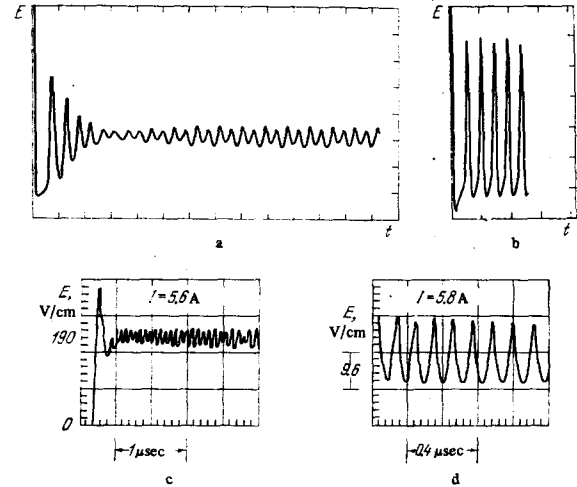 E
t
a
E
t
b
E,
V/cm
190
0
I = 5,6 A
1 μsec
c
E,
V/cm
9.6
I = 5,8 A
0,4 μsec
d